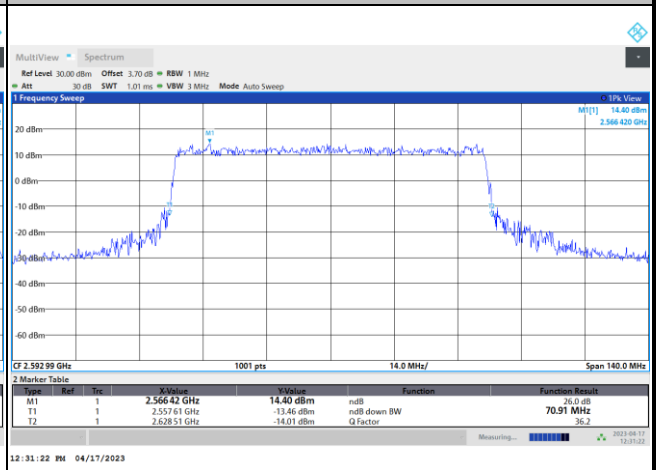 MultiView Spectrum
Ref Level 30.00 dBm Offset 3.70 dB RBW 1 MHz
Att 30 dB SWT 1.01 ms VBW 3 MHz Mode Auto Sweep
1 Frequency Sweep 1Pk View
M1[1] 14.40 dBm
2.566 420 GHz
20 dBm
M1
10 dBm
0 dBm
-10 dBm
-20 dBm
-30 dBm
-40 dBm
-50 dBm
-60 dBm
CF 2.592 99 GHz 1001 pts 14.0 MHz/ Span 140.0 MHz
2 Marker Table
Type Ref Trc X-Value Y-Value Function Function Result
M1 1 2.566 42 GHz 14.40 dBm ndB 26.0 dB
T1 1 2.557 61 GHz -13.46 dBm ndB down BW 70.91 MHz
T2 1 2.628 51 GHz -14.01 dBm Q Factor 36.2
Measuring... 2023-04-17
12:31:22
12:31:22 PM 04/17/2023